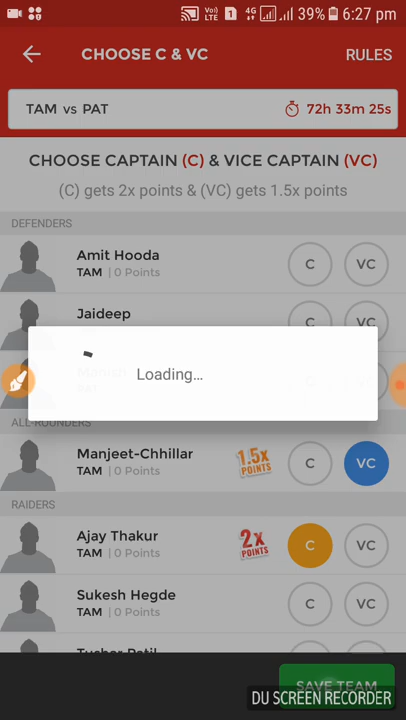 VoI) LTE 1 4G 39% 6:27 pm
CHOOSE C & VC RULES
TAM vs PAT 72h 33m 25s
CHOOSE CAPTAIN (C) & VICE CAPTAIN (VC)
(C) gets 2x points & (VC) gets 1.5x points
DEFENDERS
Amit Hooda
TAM | 0 Points
C VC
Jaideep
C VC
Loading...
ALL-ROUNDERS
Manjeet-Chhillar
TAM | 0 Points
1.5x POINTS
C VC
RAIDERS
Ajay Thakur
TAM | 0 Points
2x POINTS
C VC
Sukesh Hegde
TAM | 0 Points
C VC
Tushar Patil
SAVE TEAM
DU SCREEN RECORDER